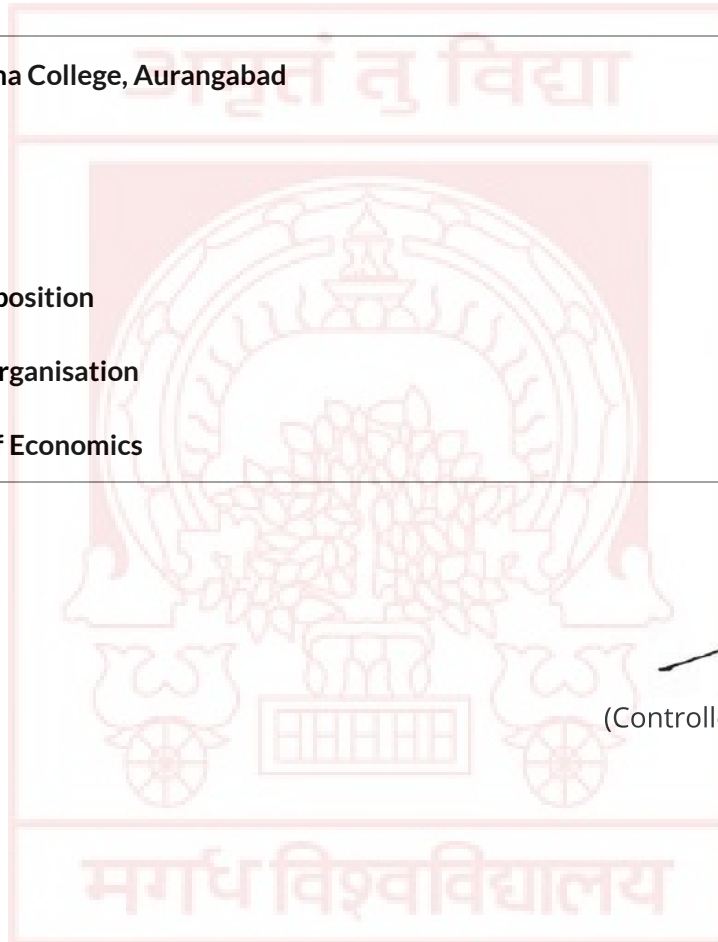 अमृतं तु विद्या
na College, Aurangabad
position
rganisation
f Economics
(Controll
मगध विश्वविद्यालय